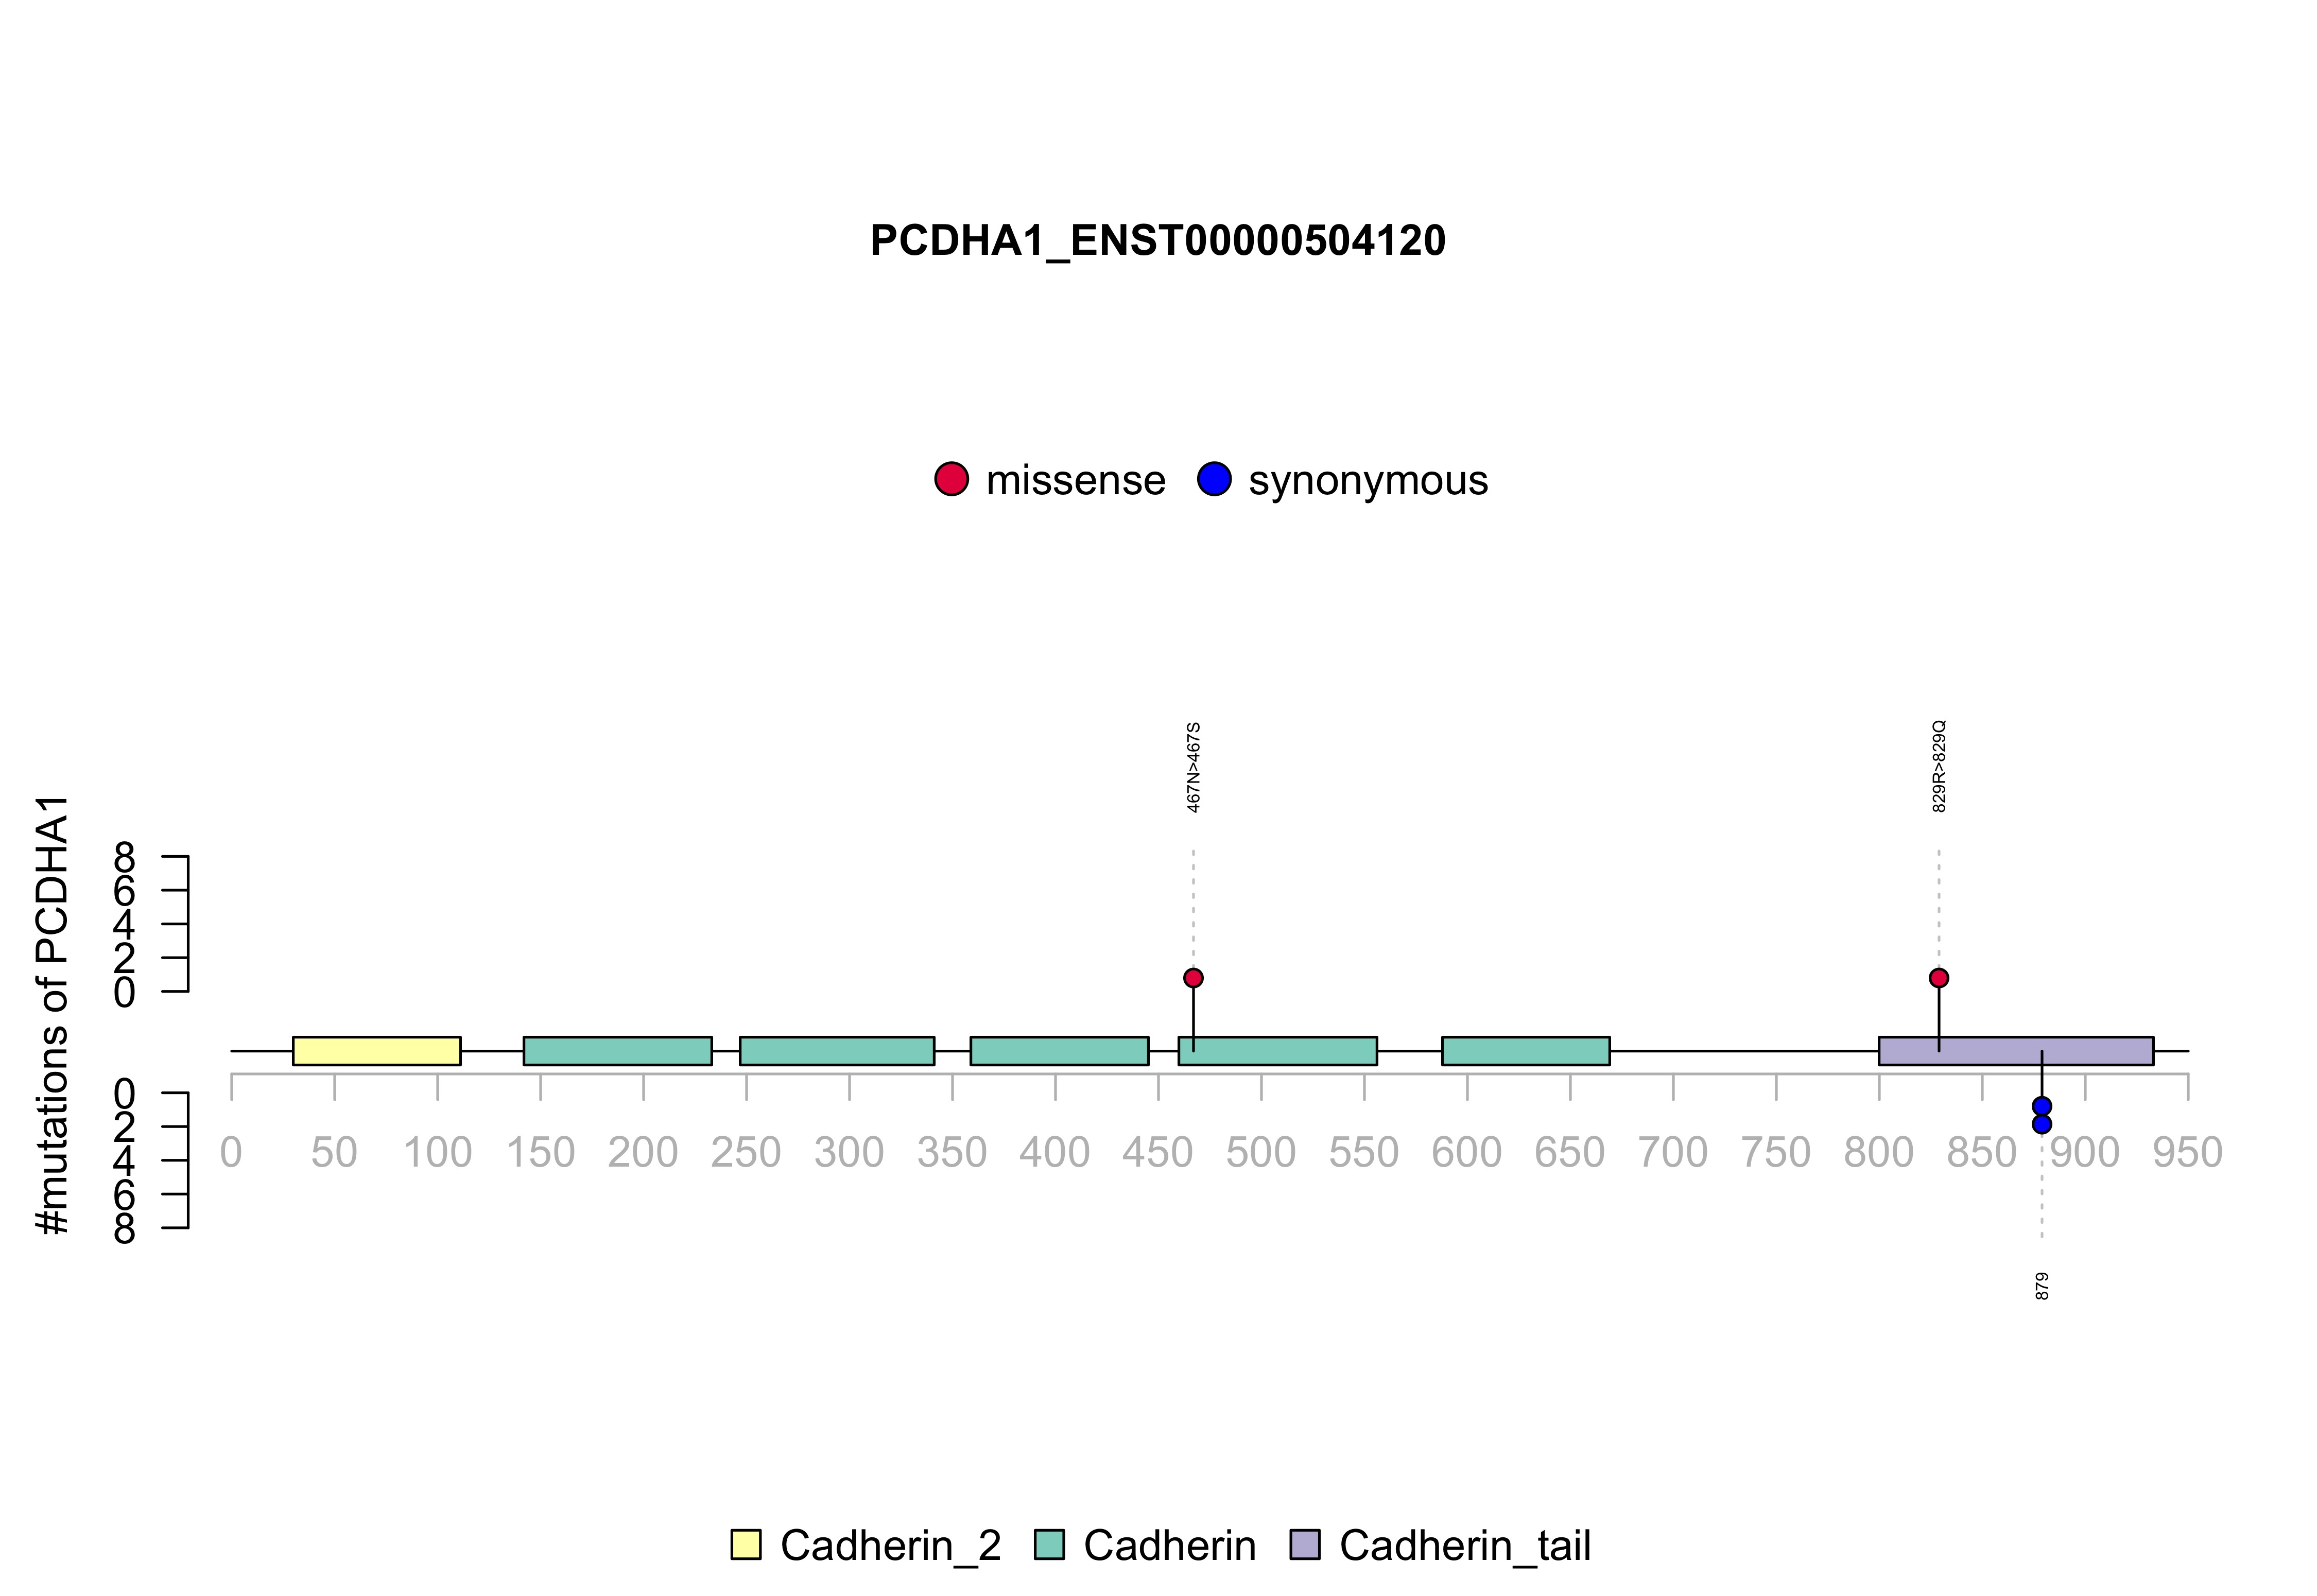 PCDHA1_ENST00000504120
missense synonymous
467N>467S 829R>829Q
#mutations of PCDHA1
8
6
4
2
0
0
2
4
6
8
0 50 100 150 200 250 300 350 400 450 500 550 600 650 700 750 800 850 900 950
879
Cadherin_2 Cadherin Cadherin_tail